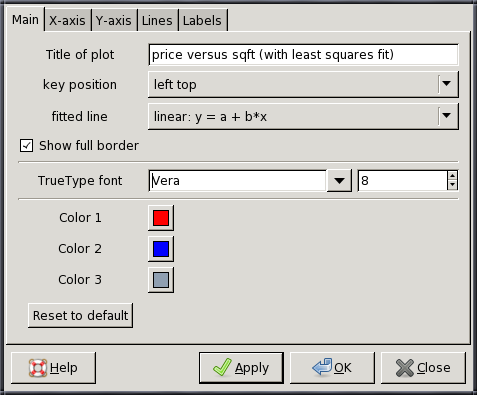 Main X-axis Y-axis Lines Labels
Title of plot price versus sqft (with least squares fit)
key position left top
fitted line linear: y = a + b*x
Show full border
TrueType font Vera 8
Color 1
Color 2
Color 3
Reset to default
Help Apply OK Close